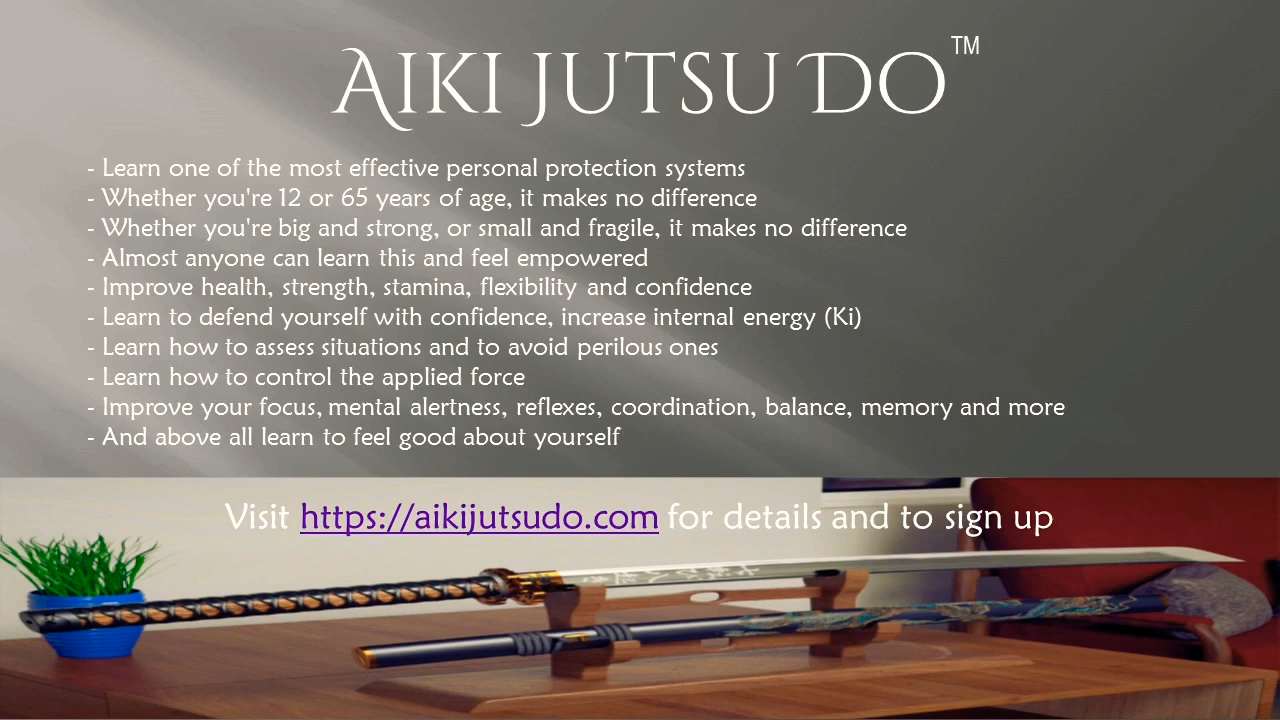 AIKI JUTSU DO™
- Learn one of the most effective personal protection systems
- Whether you're 12 or 65 years of age, it makes no difference
- Whether you're big and strong, or small and fragile, it makes no difference
- Almost anyone can learn this and feel empowered
- Improve health, strength, stamina, flexibility and confidence
- Learn to defend yourself with confidence, increase internal energy (Ki)
- Learn how to assess situations and to avoid perilous ones
- Learn how to control the applied force
- Improve your focus, mental alertness, reflexes, coordination, balance, memory and more
- And above all learn to feel good about yourself
Visit https://aikijutsudo.com for details and to sign up